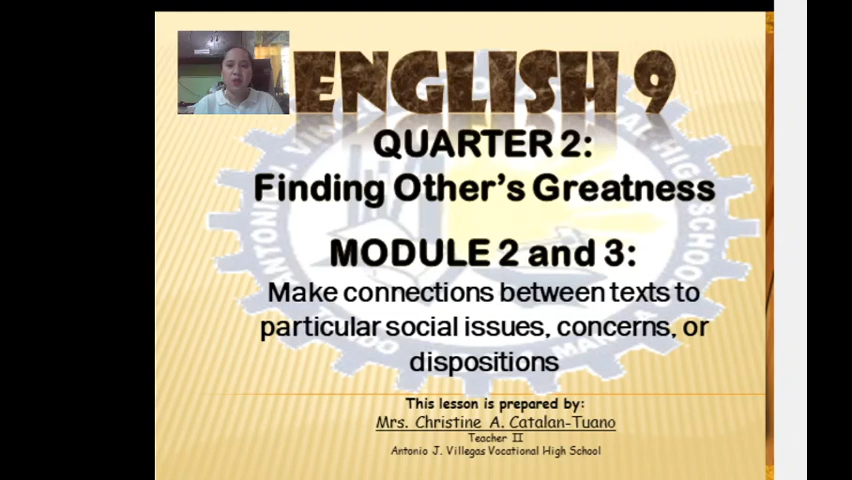 ENGLISH 9
QUARTER 2:
Finding Other's Greatness
MODULE 2 and 3:
Make connections between texts to
particular social issues, concerns, or
dispositions
This lesson is prepared by:
Mrs. Christine A. Catalan-Tuano
Teacher II
Antonio J. Villegas Vocational High School